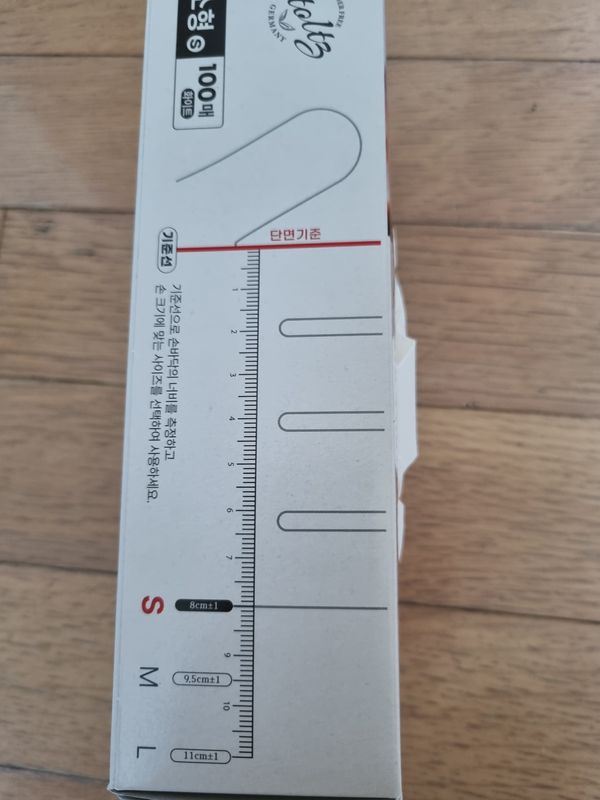 GERMANY
100매
화이트
단면기준
기준선
기준선으로 손바닥의 너비를 측정하고
손 크기에 맞는 사이즈를 선택하여 사용하세요.
1
2
3
4
5
6
7
S 8cm±1
9
M 9.5cm±1
10
L 11cm±1